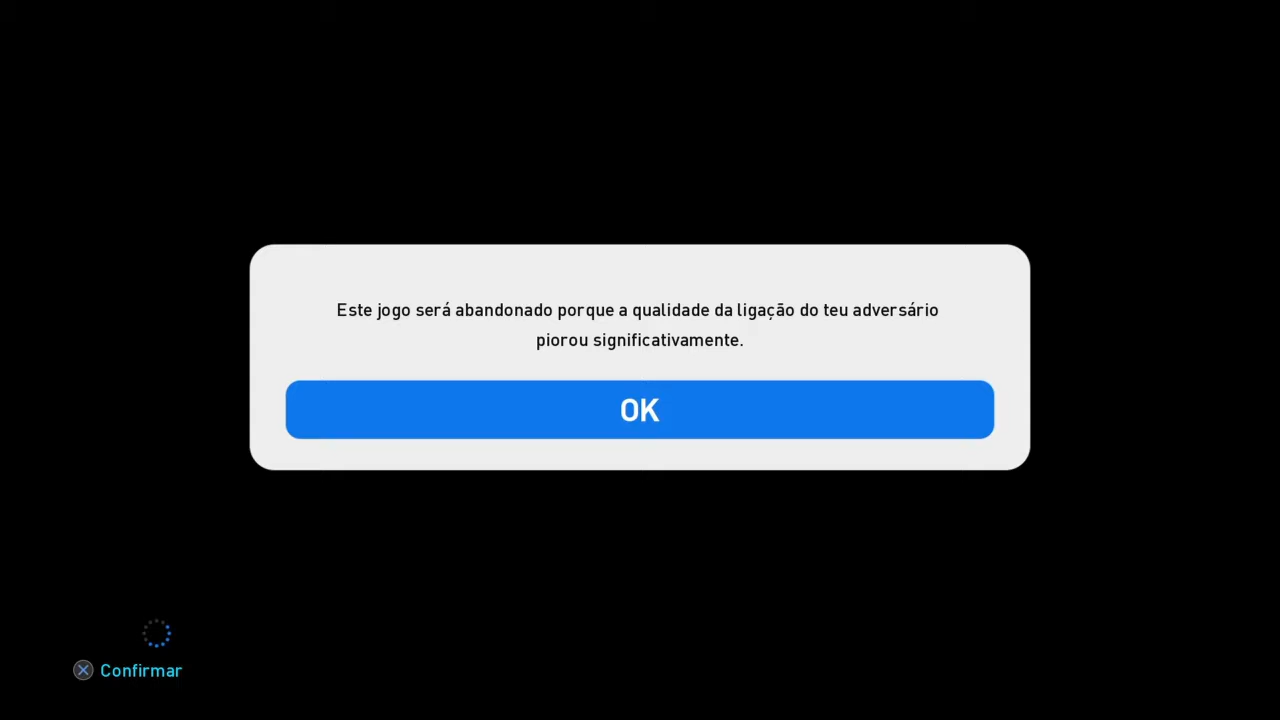 Este jogo será abandonado porque a qualidade da ligação do teu adversário
piorou significativamente.
OK
Confirmar